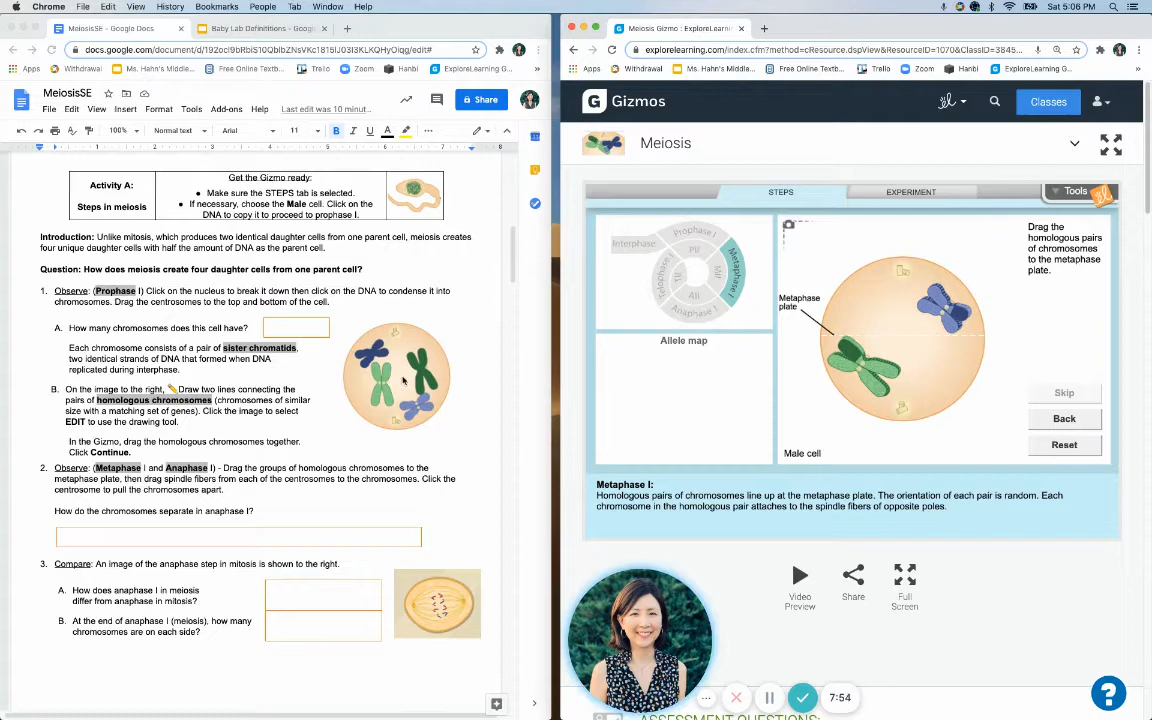 Chrome File Edit View History Bookmarks People Tab Window Help
Sat 5:06 PM
MeiosisSE - Google Docs
Baby Lab Definitions - Goog
docs.google.com/document/d/
Apps Withdrawal Ms. Hahn's Middle... Free Online Textb... Trello Zoom Hanbi ExploreLearning G...
MeiosisSE
File Edit View Insert Format Tools Add-ons Help Last edit was 10 minut...
Share
100% Normal text Arial 11 B I U A
Activity A:
Steps in meiosis
Get the Gizmo ready:
● Make sure the STEPS tab is selected.
● If necessary, choose the Male cell. Click on the
DNA to copy it to proceed to prophase I.
Introduction: Unlike mitosis, which produces two identical daughter cells from one parent cell, meiosis creates
four unique daughter cells with half the amount of DNA as the parent cell.
Question: How does meiosis create four daughter cells from one parent cell?
1. Observe: (Prophase I) Click on the nucleus to break it down then click on the DNA to condense it into
chromosomes. Drag the centrosomes to the top and bottom of the cell.
A. How many chromosomes does this cell have?
Each chromosome consists of a pair of sister chromatids,
two identical strands of DNA that formed when DNA
replicated during interphase.
B. On the image to the right, Draw two lines connecting the
pairs of homologous chromosomes (chromosomes of similar
size with a matching set of genes). Click the image to select
EDIT to use the drawing tool.
In the Gizmo, drag the homologous chromosomes together.
Click Continue.
2. Observe: (Metaphase I and Anaphase I) - Drag the groups of homologous chromosomes to the
metaphase plate, then drag spindle fibers from each of the centrosomes to the chromosomes. Click the
centrosome to pull the chromosomes apart.
How do the chromosomes separate in anaphase I?
3. Compare: An image of the anaphase step in mitosis is shown to the right.
A. How does anaphase I in meiosis
differ from anaphase in mitosis?
B. At the end of anaphase I (meiosis), how many
chromosomes are on each side?
Meiosis Gizmo : ExploreLearni
explorelearning.com/index.cfm?method=cResource.dspView&ResourceID=1070&ClassID=3845...
Apps Withdrawal Ms. Hahn's Middle... Free Online Textb... Trello Zoom Hanbi ExploreLearning G...
G Gizmos
Classes
Meiosis
STEPS EXPERIMENT Tools
Interphase
Prophase I
Metaphase I
Anaphase I
Telophase I
PII
MII
AII
TII
Allele map
Metaphase
plate
Male cell
Drag the
homologous pairs
of chromosomes
to the metaphase
plate.
Skip
Back
Reset
Metaphase I:
Homologous pairs of chromosomes line up at the metaphase plate. The orientation of each pair is random. Each
chromosome in the homologous pair attaches to the spindle fibers of opposite poles.
Video
Preview
Share
Full
Screen
7:54
?
ASSESSMENT QUESTIONS: